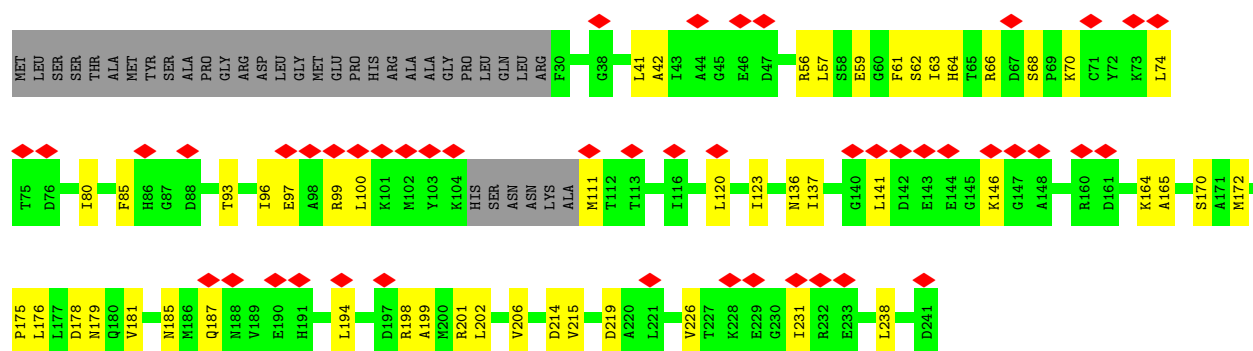 MET LEU SER SER THR ALA MET TYR SER ALA PRO GLY ARG ASP LEU GLY MET GLU PRO HIS ARG ALA ALA GLY PRO LEU GLN LEU ARG F30 G38 L41 A42 I43 A44 G45 E46 D47 R56 L57 S58 E59 G60 F61 S62 I63 H64 T65 R66 D67 S68 P69 K70 C71 Y72 K73 L74
T75 D76 I80 F85 H86 G87 D88 T93 I96 E97 A98 R99 L100 K101 M102 Y103 K104 HIS SER ASN ASN LYS ALA M111 T112 T113 I116 L120 I123 N136 I137 G140 L141 D142 E143 E144 G145 K146 G147 A148 R160 D161 K164 A165 S170 A171 M172
P175 L176 L177 D178 N179 Q180 V181 N185 M186 Q187 N188 V189 E190 H191 L194 D197 R198 A199 M200 R201 L202 V206 D214 V215 D219 A220 L221 V226 T227 K228 E229 G230 I231 R232 E233 L238 D241